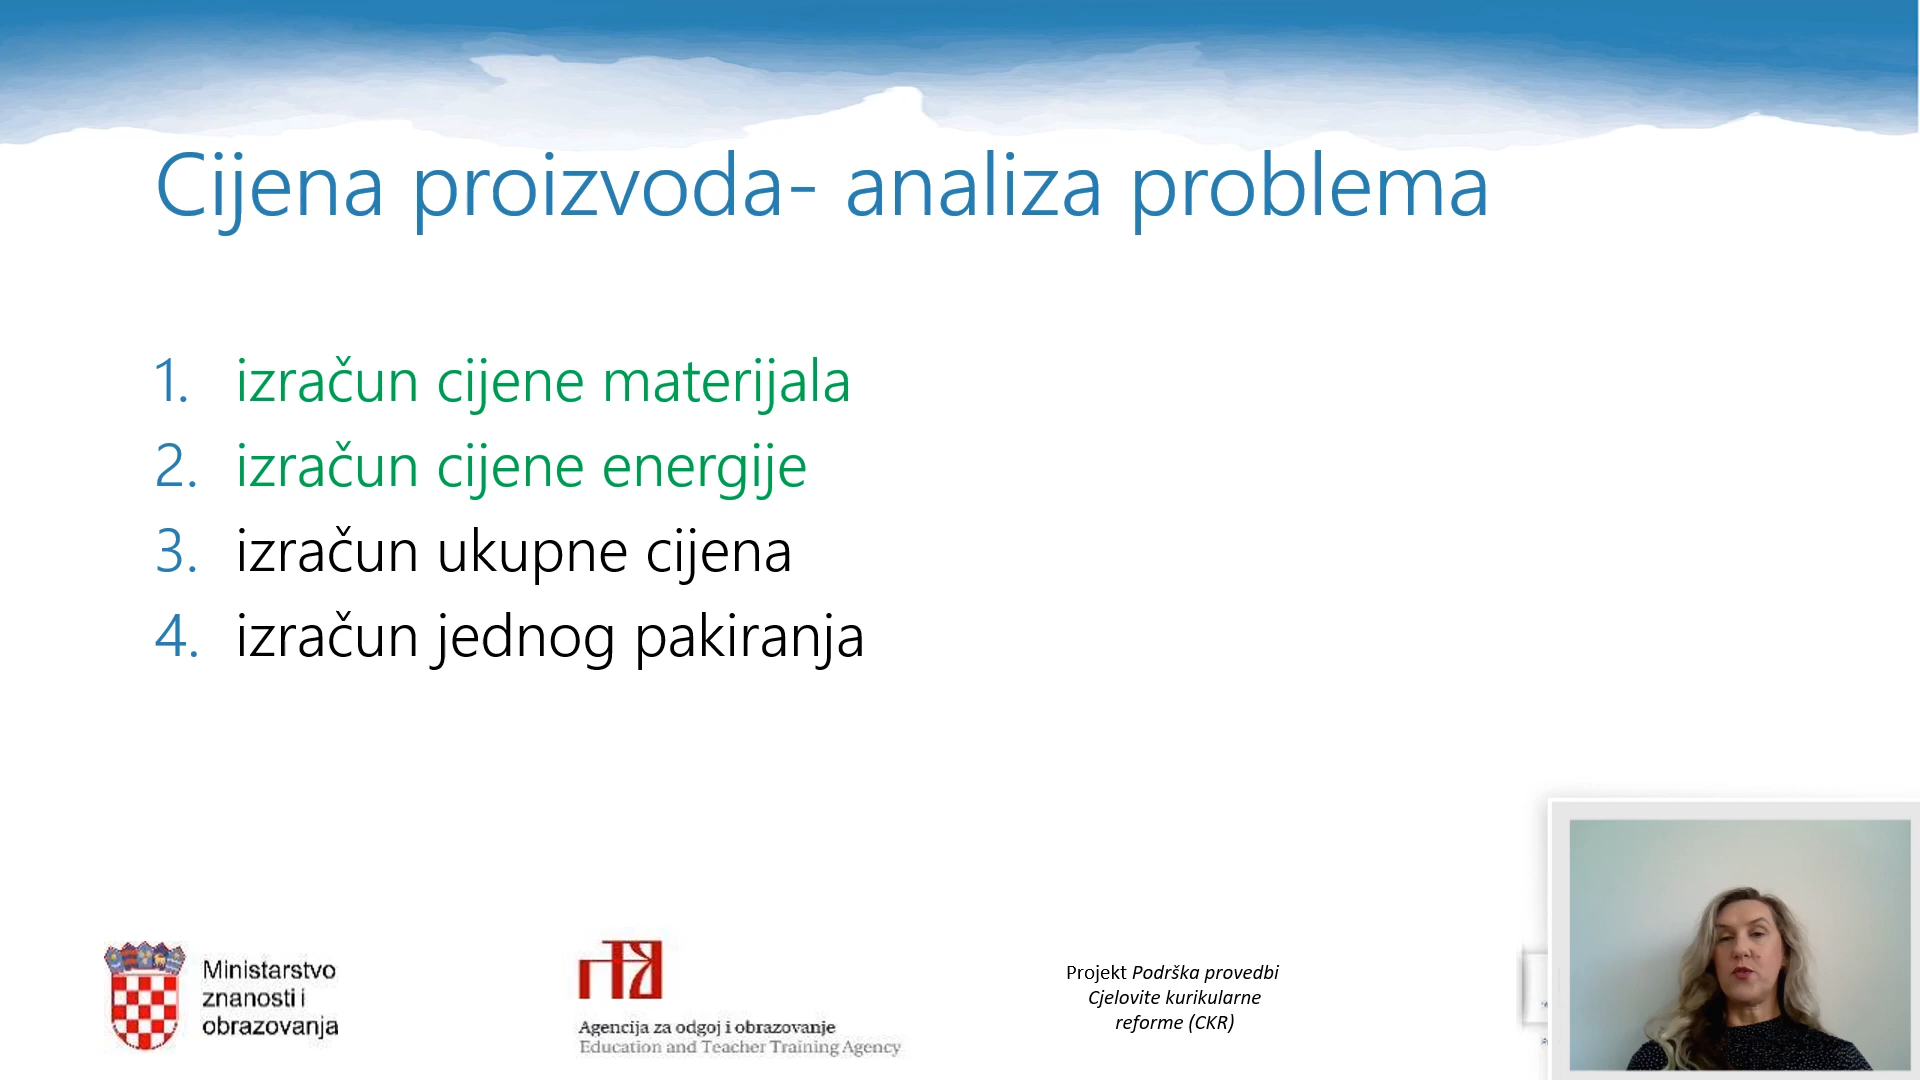 Cijena proizvoda- analiza problema
1. izračun cijene materijala
2. izračun cijene energije
3. izračun ukupne cijena
4. izračun jednog pakiranja
Ministarstvo
znanosti i
obrazovanja
Agencija za odgoj i obrazovanje
Education and Teacher Training Agency
Projekt Podrška provedbi
Cjelovite kurikularne
reforme (CKR)